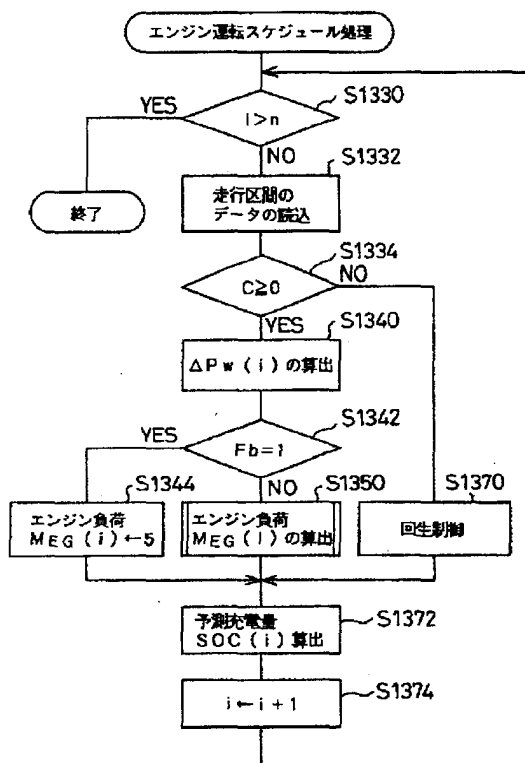 エンジン運転スケジュール処理
S1330
YES
i>n
NO
S1332
終了
走行区間の
データの読込
S1334
NO
C≧0
YES
S1340
ΔPw(i)の算出
S1342
YES
Fb=1
S1344
NO
S1350
S1370
エンジン負荷
MEG(i)←5
エンジン負荷
MEG(i)の算出
回生制御
予測充電量
SOC(i)算出
S1372
i←i+1
S1374